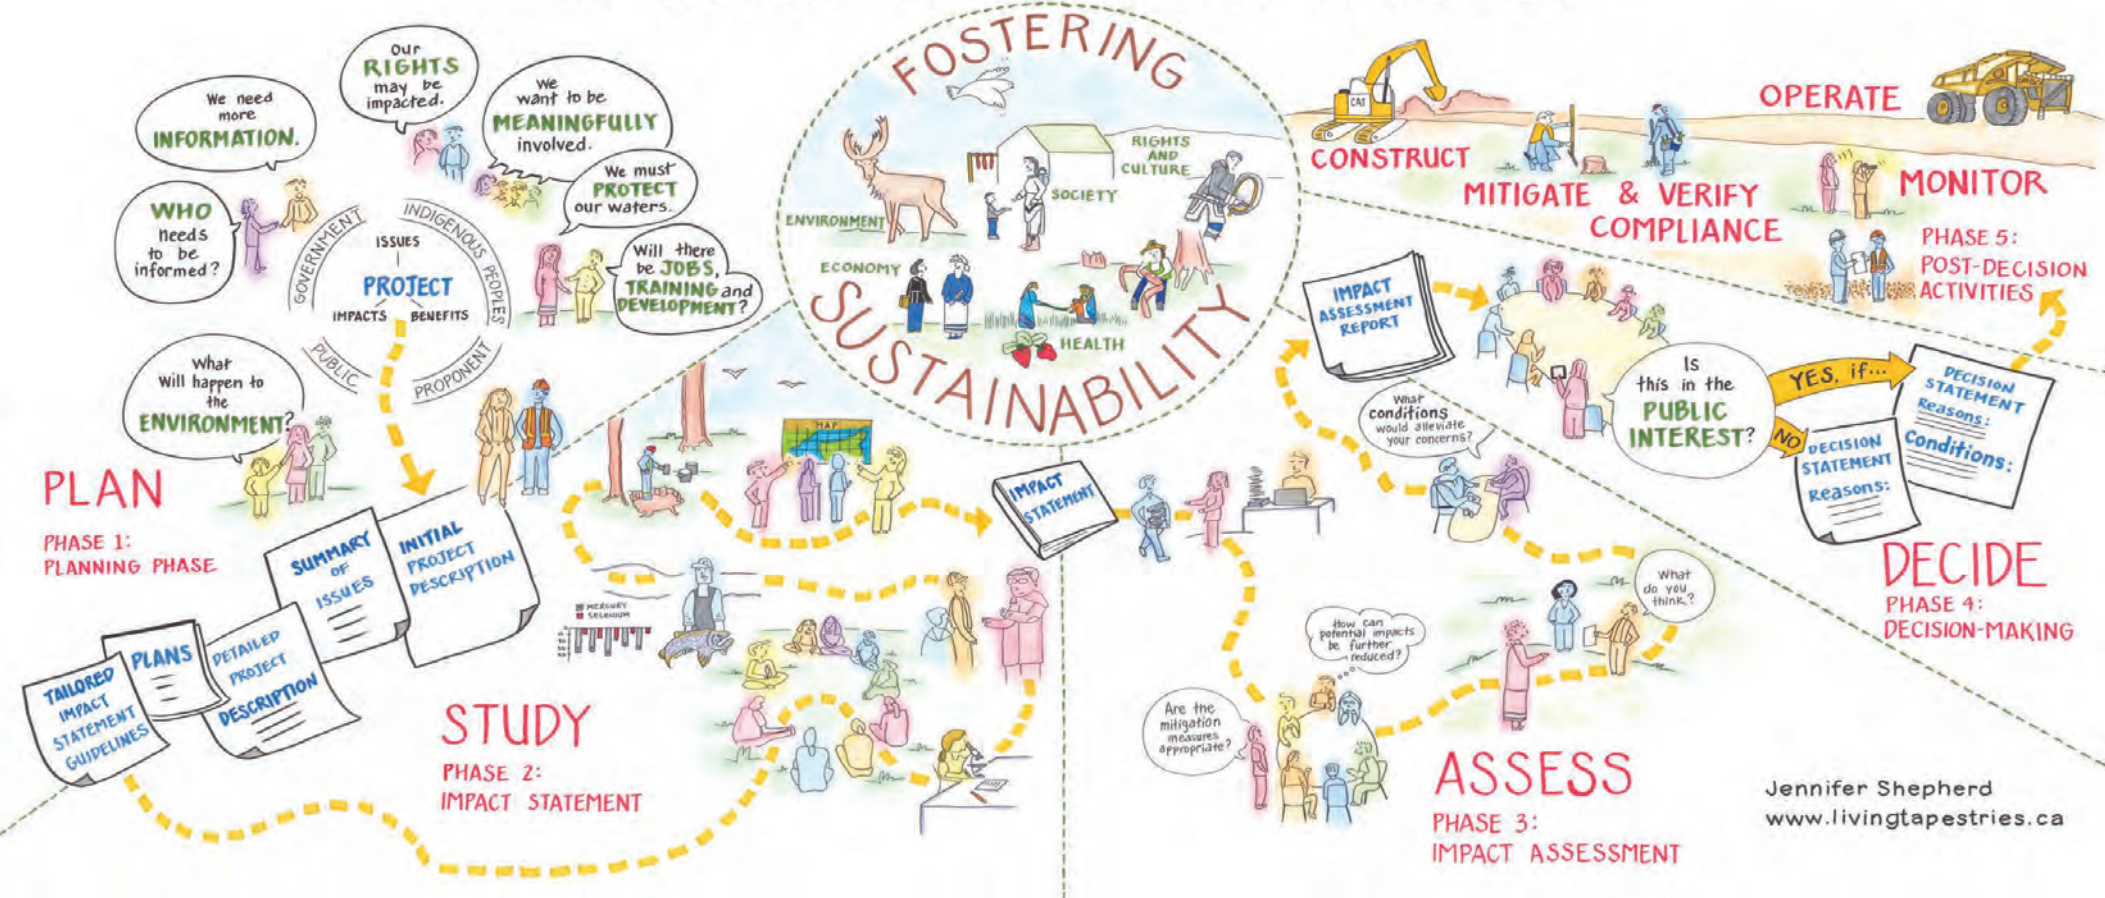 FOSTERING
SUSTAINABILITY
ENVIRONMENT
SOCIETY
RIGHTS
AND
CULTURE
ECONOMY
HEALTH
We need
more
INFORMATION.
Our
RIGHTS
may be
impacted.
We
want to be
MEANINGFULLY
involved.
We must
PROTECT
our waters.
WHO
needs
to be
informed?
Will there
be JOBS,
TRAINING and
DEVELOPMENT?
GOVERNMENT
INDIGENOUS PEOPLES
PUBLIC
PROPONENT
ISSUES
PROJECT
IMPACTS
BENEFITS
What
will happen to
the
ENVIRONMENT?
PLAN
PHASE 1:
PLANNING PHASE
INITIAL
PROJECT
DESCRIPTION
SUMMARY
OF
ISSUES
DETAILED
PROJECT
DESCRIPTION
PLANS
TAILORED
IMPACT
STATEMENT
GUIDELINES
STUDY
PHASE 2:
IMPACT STATEMENT
MAP
MERCURY
SELENIUM
IMPACT
STATEMENT
ASSESS
PHASE 3:
IMPACT ASSESSMENT
Are the
mitigation
measures
appropriate?
How can
potential impacts
be further
reduced?
What
do you
think?
What
conditions
would alleviate
your concerns?
IMPACT
ASSESSMENT
REPORT
Is
this in the
PUBLIC
INTEREST?
YES, if...
NO
DECISION
STATEMENT
Reasons:
Conditions:
DECISION
STATEMENT
Reasons:
DECIDE
PHASE 4:
DECISION-MAKING
CAT
CONSTRUCT
MITIGATE & VERIFY
COMPLIANCE
OPERATE
MONITOR
PHASE 5:
POST-DECISION
ACTIVITIES
Jennifer Shepherd
www.livingtapestries.ca